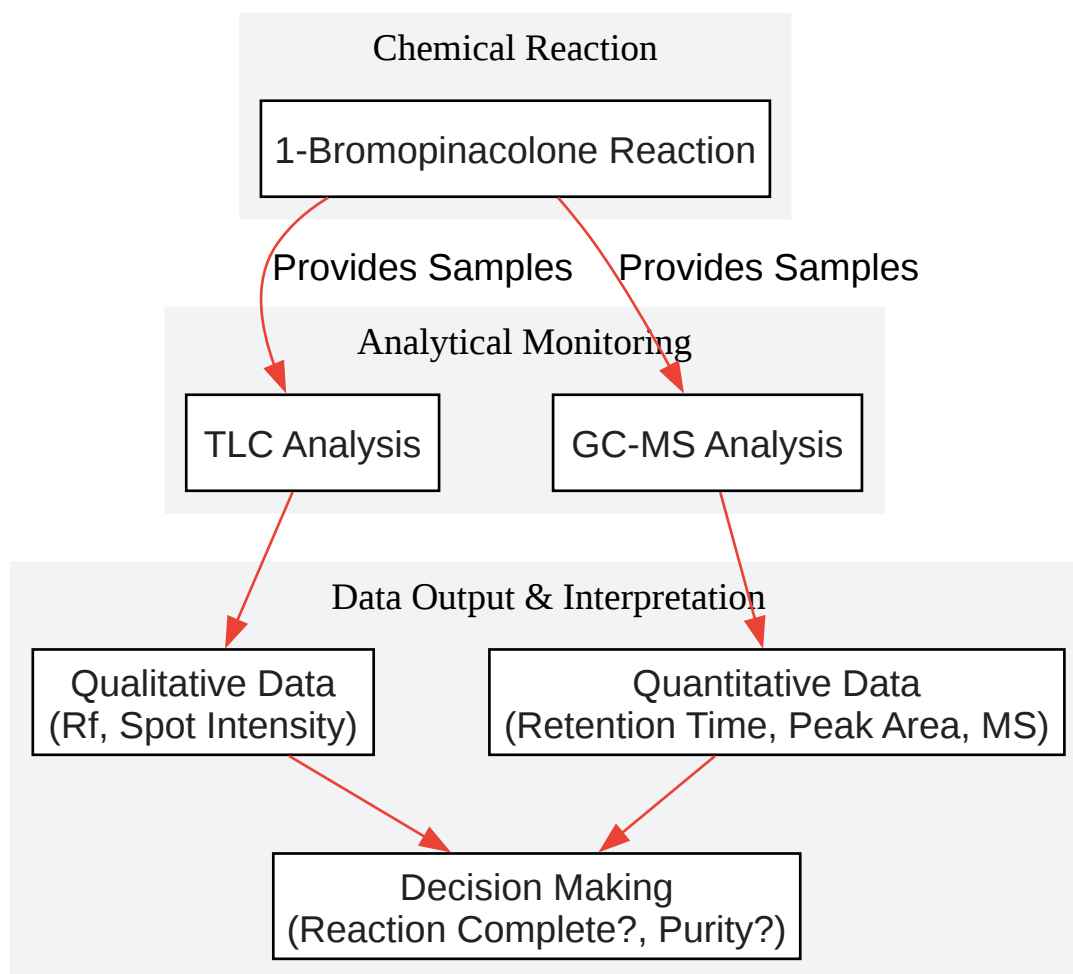 Chemical Reaction
1-Bromopinacolone Reaction
Provides Samples
Provides Samples
Analytical Monitoring
TLC Analysis
GC-MS Analysis
Data Output & Interpretation
Qualitative Data
(Rf, Spot Intensity)
Quantitative Data
(Retention Time, Peak Area, MS)
Decision Making
(Reaction Complete?, Purity?)